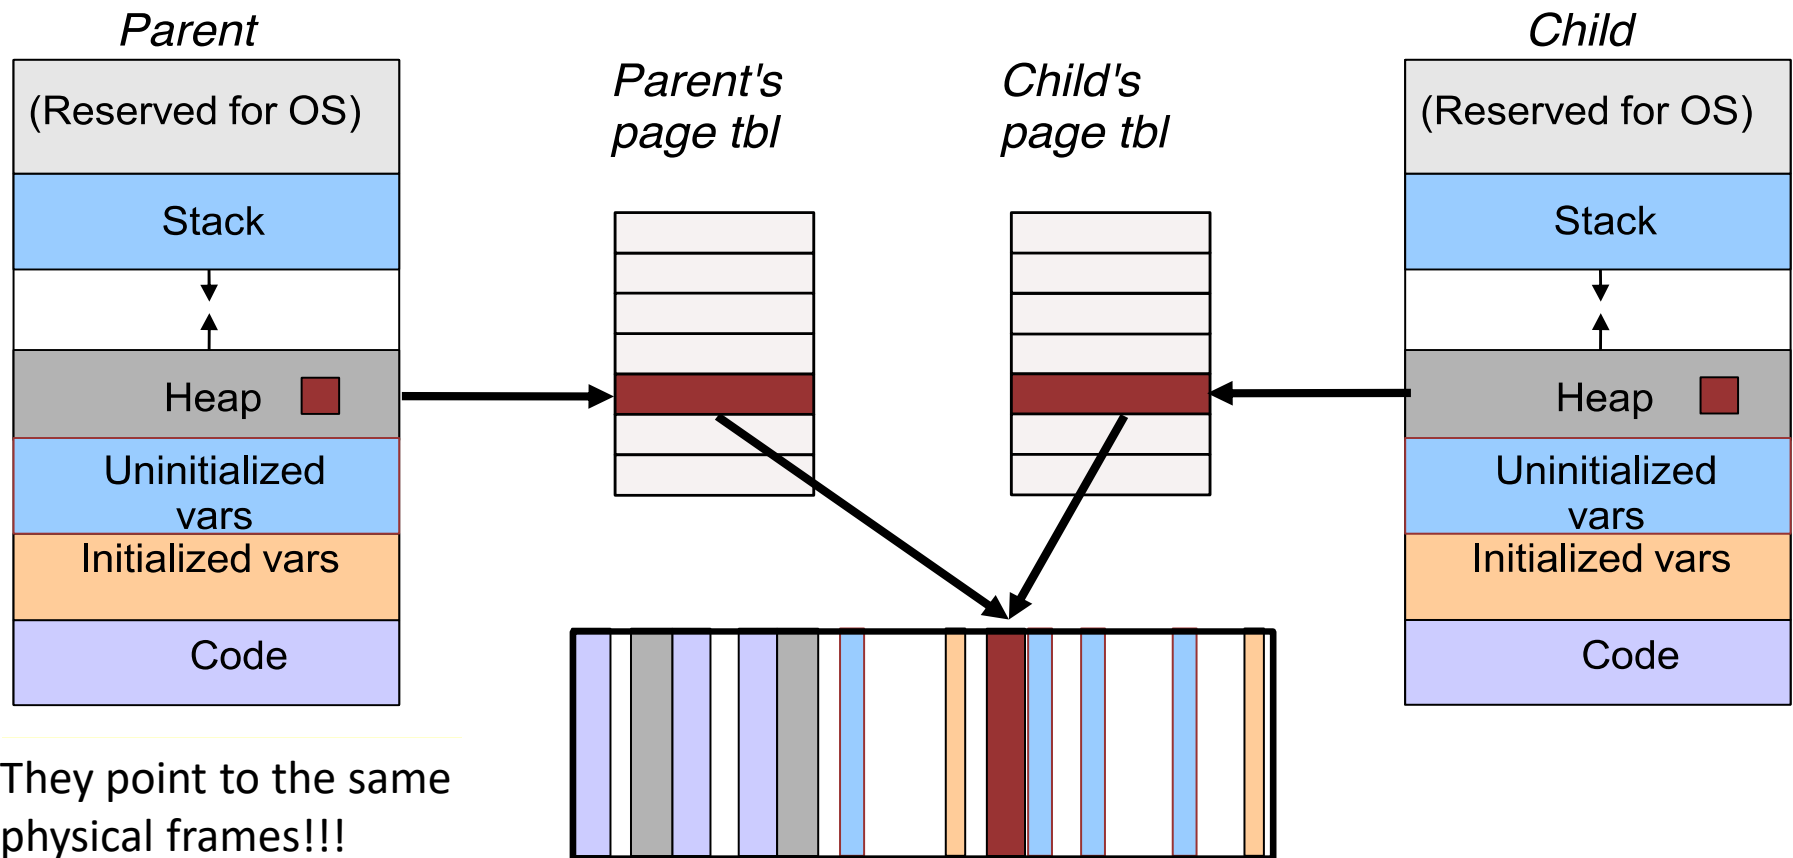 Parent
(Reserved for OS)
Stack
Heap
Uninitialized
vars
Initialized vars
Code
Parent's
page tbl
Child's
page tbl
Child
(Reserved for OS)
Stack
Heap
Uninitialized
vars
Initialized vars
Code
They point to the same
physical frames!!!